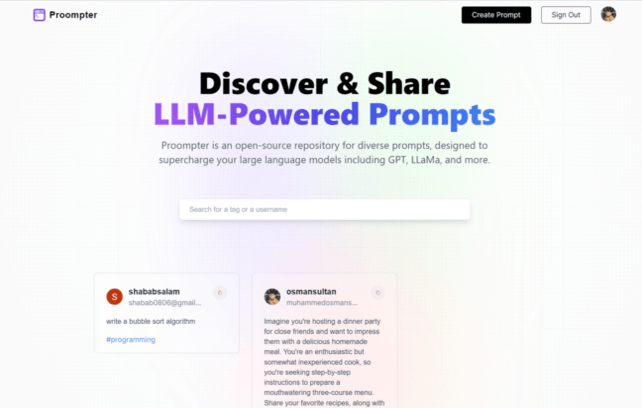 Proompter
Create Prompt
Sign Out
Discover & Share
LLM-Powered Prompts
Proompter is an open-source repository for diverse prompts, designed to
supercharge your large language models including GPT, LLaMa, and more.
Search for a tag or a username
S
shababsalam
shabab0806@gmail...
write a bubble sort algorithm
#programming
osmansultan
muhammedosmans...
Imagine you're hosting a dinner party
for close friends and want to impress
them with a delicious homemade
meal. You're an enthusiastic but
somewhat inexperienced cook, so
you're seeking step-by-step
instructions to prepare a
mouthwatering three-course menu.
Share your favorite recipes, along with